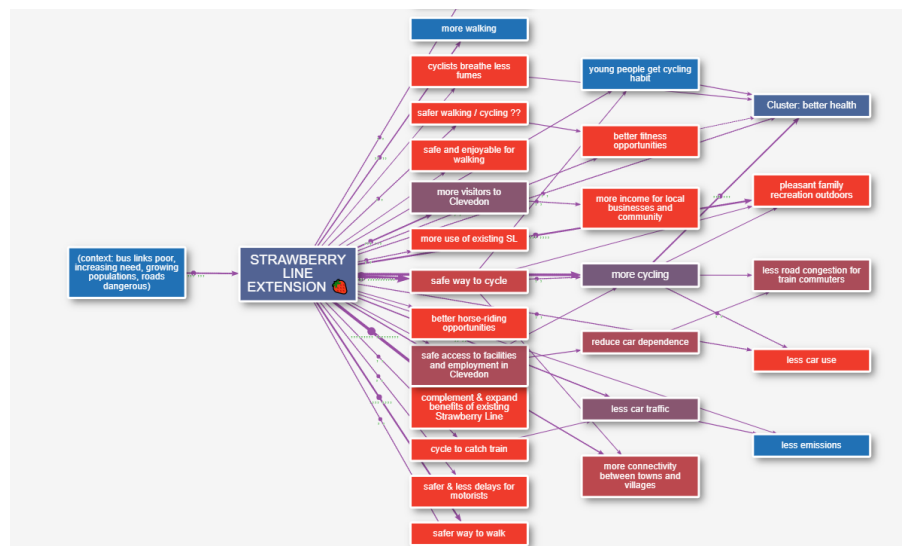 (context: bus links poor,
increasing need, growing
populations, roads
dangerous)
STRAWBERRY
LINE
EXTENSION 🍓
more walking
cyclists breathe less
fumes
safer walking / cycling ??
safe and enjoyable for
walking
more visitors to
Clevedon
more use of existing SL
safe way to cycle
better horse-riding
opportunities
safe access to facilities
and employment in
Clevedon
complement & expand
benefits of existing
Strawberry Line
cycle to catch train
safer & less delays for
motorists
safer way to walk
young people get cycling
habit
better fitness
opportunities
more income for local
businesses and
community
more cycling
reduce car dependence
less car traffic
more connectivity
between towns and
villages
Cluster: better health
pleasant family
recreation outdoors
less road congestion for
train commuters
less car use
less emissions